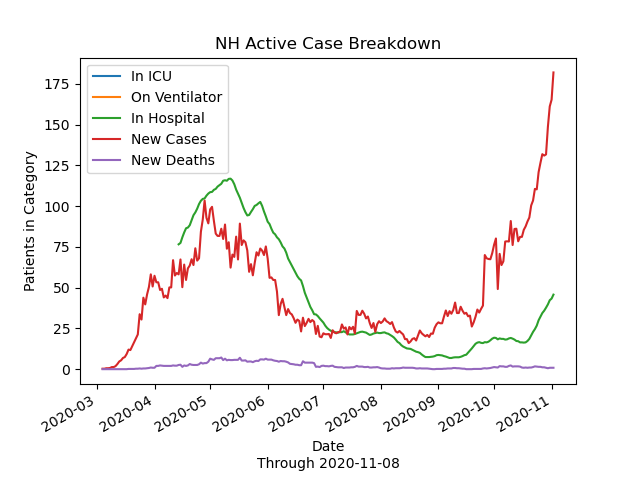 NH Active Case Breakdown
In ICU
On Ventilator
In Hospital
New Cases
New Deaths
Patients in Category
175
150
125
100
75
50
25
0
2020-03
2020-04
2020-05
2020-06
2020-07
2020-08
2020-09
2020-10
2020-11
Date
Through 2020-11-08